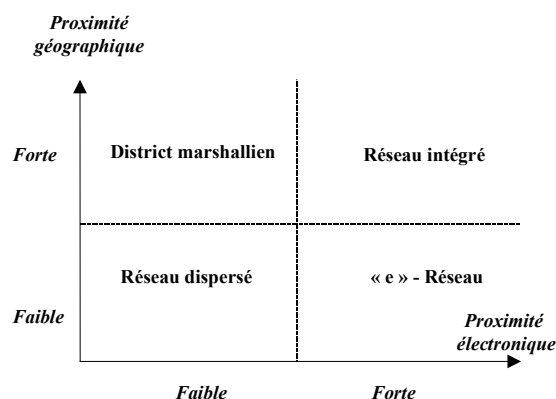 Proximité
géographique
Forte
District marshallien
Réseau intégré
Réseau dispersé
« e » - Réseau
Faible
Proximité
électronique
Faible
Forte